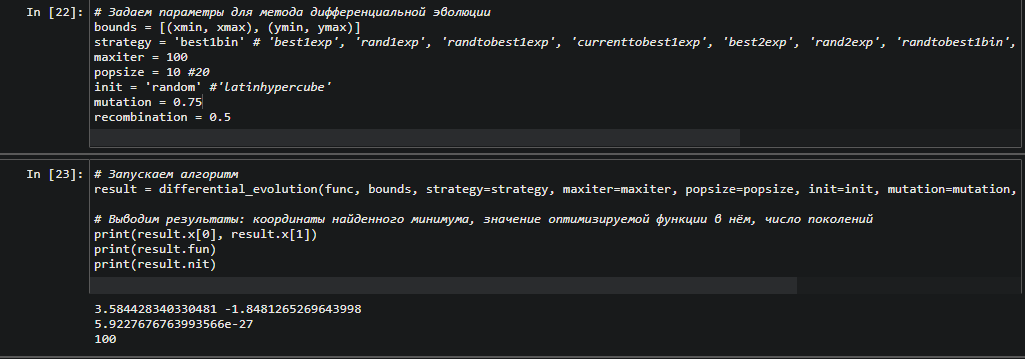 In [22]:
# Задаем параметры для метода дифференциальной эволюции
bounds = [(xmin, xmax), (ymin, ymax)]
strategy = 'best1bin' # 'best1exp', 'rand1exp', 'randtobest1exp', 'currenttobest1exp', 'best2exp', 'rand2exp', 'randtobest1bin',
maxiter = 100
popsize = 10 #20
init = 'random' #'latinhypercube'
mutation = 0.75
recombination = 0.5
In [23]:
# Запускаем алгоритм
result = differential_evolution(func, bounds, strategy=strategy, maxiter=maxiter, popsize=popsize, init=init, mutation=mutation,
# Выводим результаты: координаты найденного минимума, значение оптимизируемой функции в нём, число поколений
print(result.x[0], result.x[1])
print(result.fun)
print(result.nit)
3.584428340330481 -1.8481265269643998
5.9227676763993566e-27
100